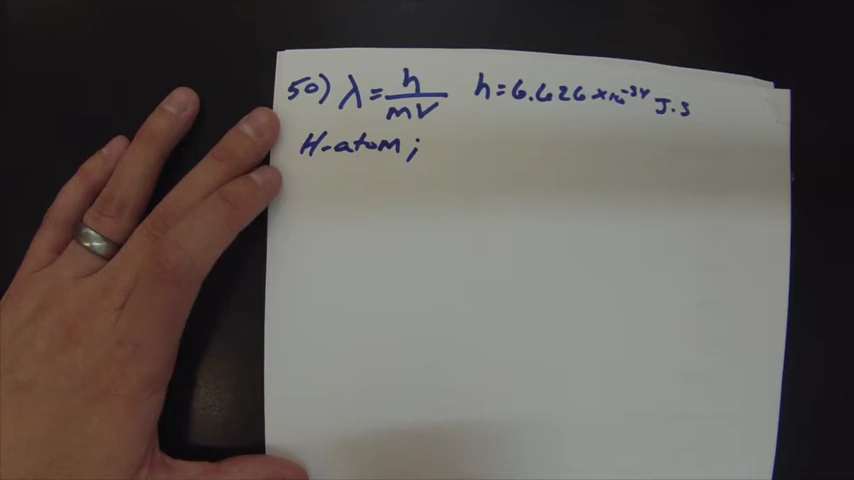 50) λ = h / mv h = 6.626 x 10⁻³⁴ J.s
H-atom;